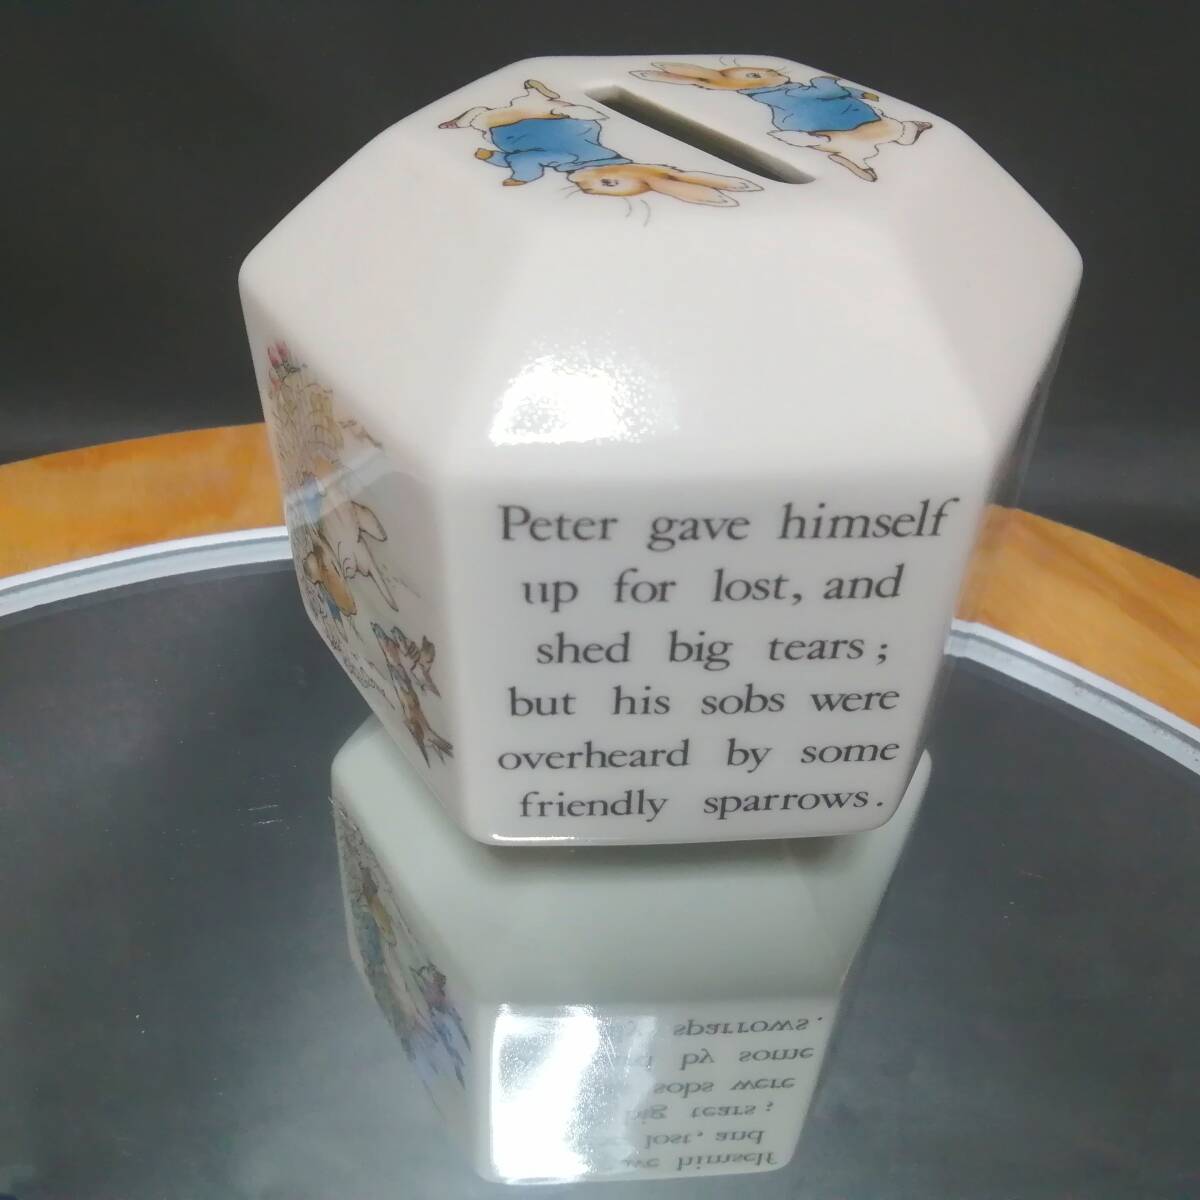 Peter gave himself
up for lost, and
shed big tears ;
but his sobs were
overheard by some
friendly sparrows.